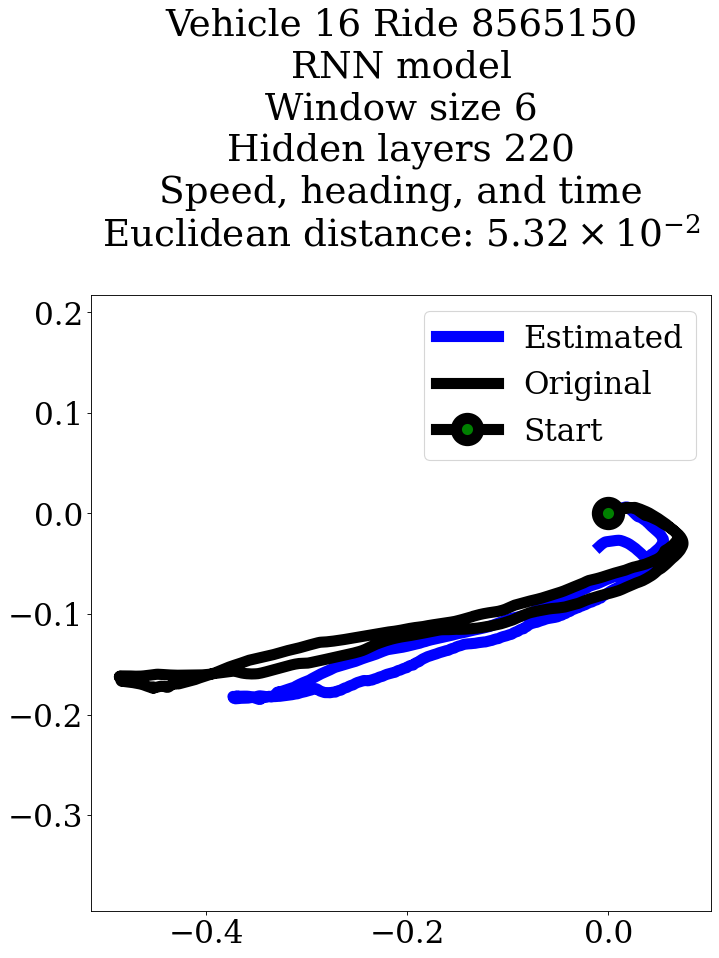 Vehicle 16 Ride 8565150
RNN model
Window size 6
Hidden layers 220
Speed, heading, and time
Euclidean distance: 5.32 × 10⁻²
Estimated
Original
Start
0.2
0.1
0.0
−0.1
−0.2
−0.3
−0.4
−0.2
0.0